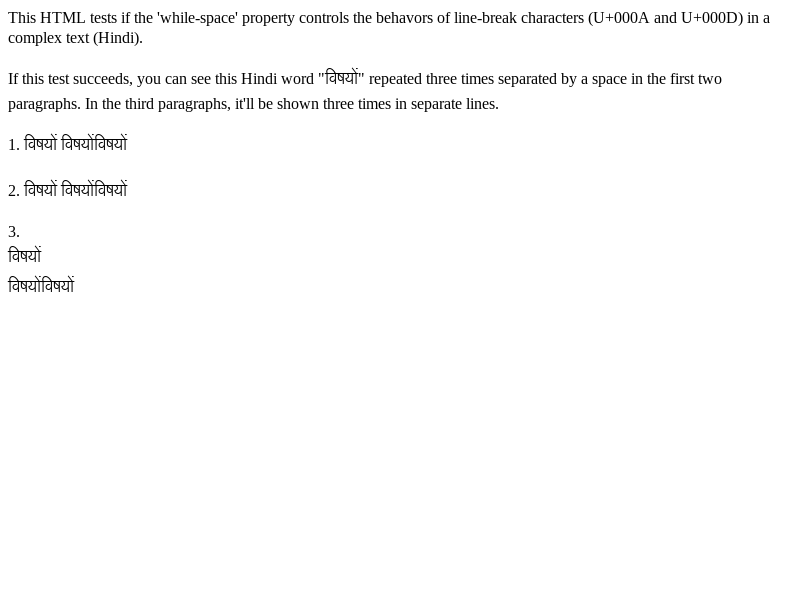 This HTML tests if the 'while-space' property controls the behavors of line-break characters (U+000A and U+000D) in a
complex text (Hindi).
If this test succeeds, you can see this Hindi word "विषयों" repeated three times separated by a space in the first two
paragraphs. In the third paragraphs, it'll be shown three times in separate lines.
1. विषयों विषयोंविषयों
2. विषयों विषयोंविषयों
3.
विषयों
विषयोंविषयों